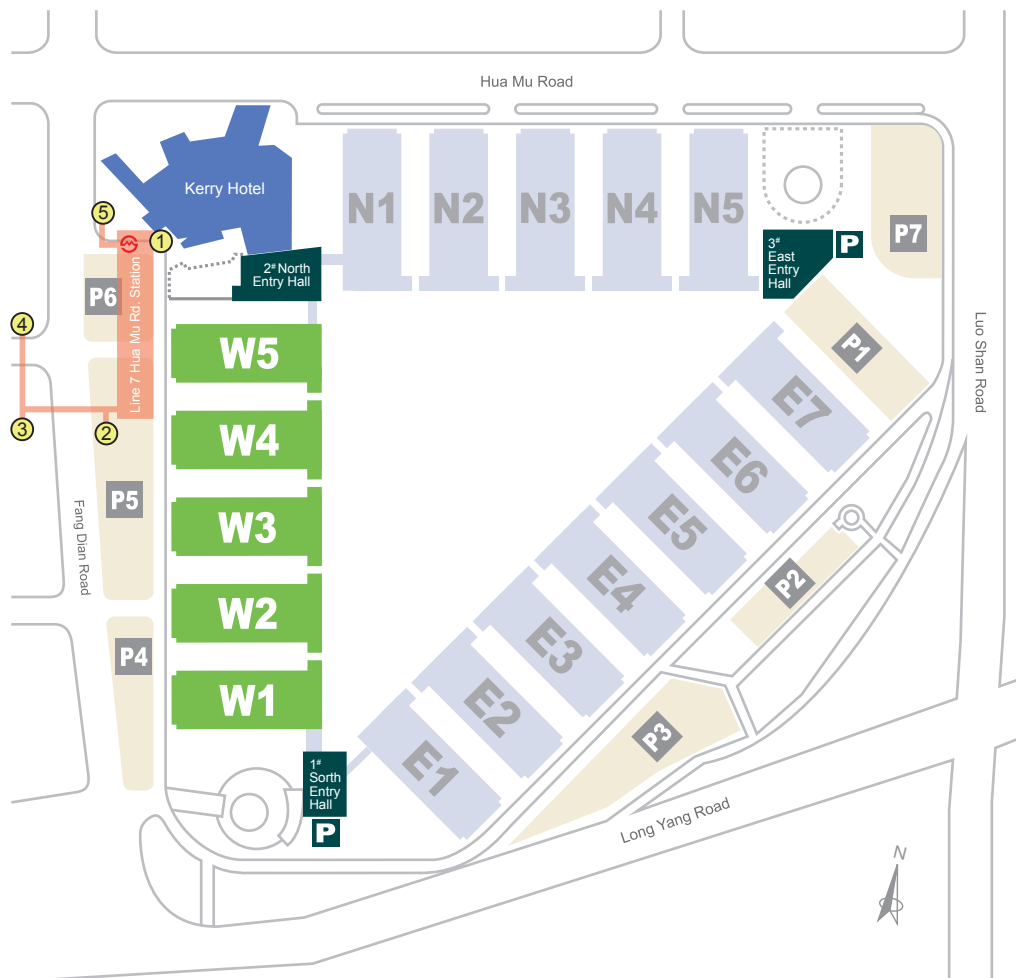 Hua Mu Road
Kerry Hotel
N1
N2
N3
N4
N5
P7
5
1
2# North
Entry Hall
3#
East
Entry
Hall
P
P6
Line 7 Hua Mu Rd. Station
4
3
2
W5
W4
W3
W2
W1
P1
Luo Shan Road
E7
E6
E5
E4
E3
E2
E1
P5
Fang Dian Road
P4
P2
P3
1#
Sorth
Entry
Hall
P
Long Yang Road
N